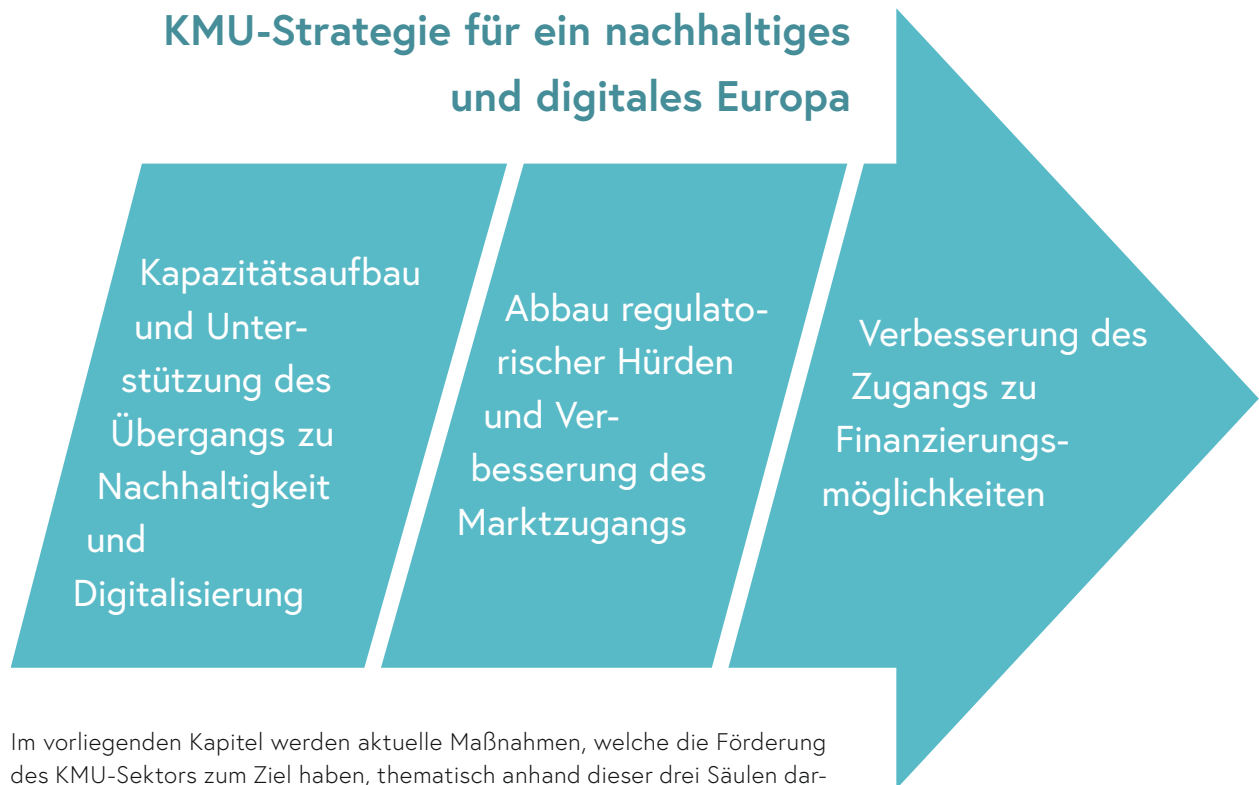 KMU-Strategie für ein nachhaltiges
und digitales Europa
Kapazitätsaufbau
und Unter-
stützung des
Übergangs zu
Nachhaltigkeit
und
Digitalisierung
Abbau regulato-
rischer Hürden
und Ver-
besserung des
Marktzugangs
Verbesserung des
Zugangs zu
Finanzierungs-
möglichkeiten
Im vorliegenden Kapitel werden aktuelle Maßnahmen, welche die Förderung
des KMU-Sektors zum Ziel haben, thematisch anhand dieser drei Säulen dar-